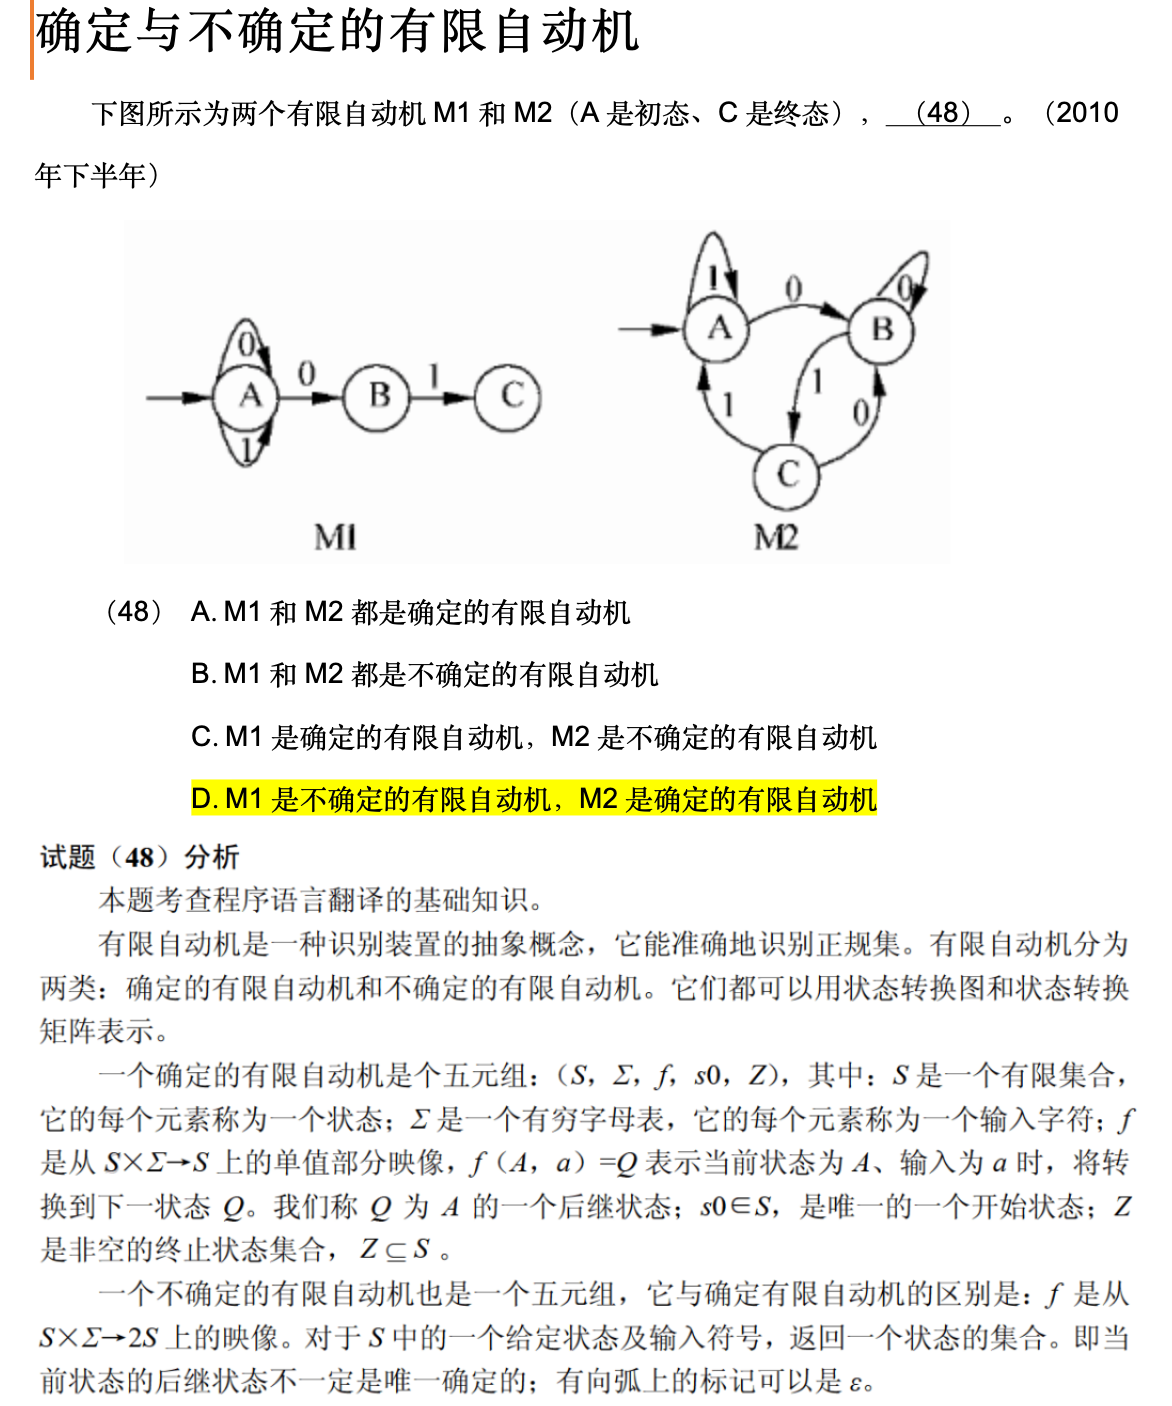 确定与不确定的有限自动机
下图所示为两个有限自动机 M1 和 M2（A 是初态、C 是终态），（48）。（2010
年下半年）
0
A
1
0
B
1
C
M1
1
A
0
B
0
1
1
0
C
M2
（48） A. M1 和 M2 都是确定的有限自动机
B. M1 和 M2 都是不确定的有限自动机
C. M1 是确定的有限自动机，M2 是不确定的有限自动机
D. M1 是不确定的有限自动机，M2 是确定的有限自动机
试题（48）分析
本题考查程序语言翻译的基础知识。
有限自动机是一种识别装置的抽象概念，它能准确地识别正规集。有限自动机分为
两类：确定的有限自动机和不确定的有限自动机。它们都可以用状态转换图和状态转换
矩阵表示。
一个确定的有限自动机是个五元组：（S，Σ，f，s0，Z），其中：S 是一个有限集合，
它的每个元素称为一个状态；Σ 是一个有穷字母表，它的每个元素称为一个输入字符；f
是从 S×Σ→S 上的单值部分映像，f（A，a）=Q 表示当前状态为 A、输入为 a 时，将转
换到下一状态 Q。我们称 Q 为 A 的一个后继状态；s0∈S，是唯一的一个开始状态；Z
是非空的终止状态集合，Z⊆S 。
一个不确定的有限自动机也是一个五元组，它与确定有限自动机的区别是：f 是从
S×Σ→2S 上的映像。对于 S 中的一个给定状态及输入符号，返回一个状态的集合。即当
前状态的后继状态不一定是唯一确定的；有向弧上的标记可以是 ε。